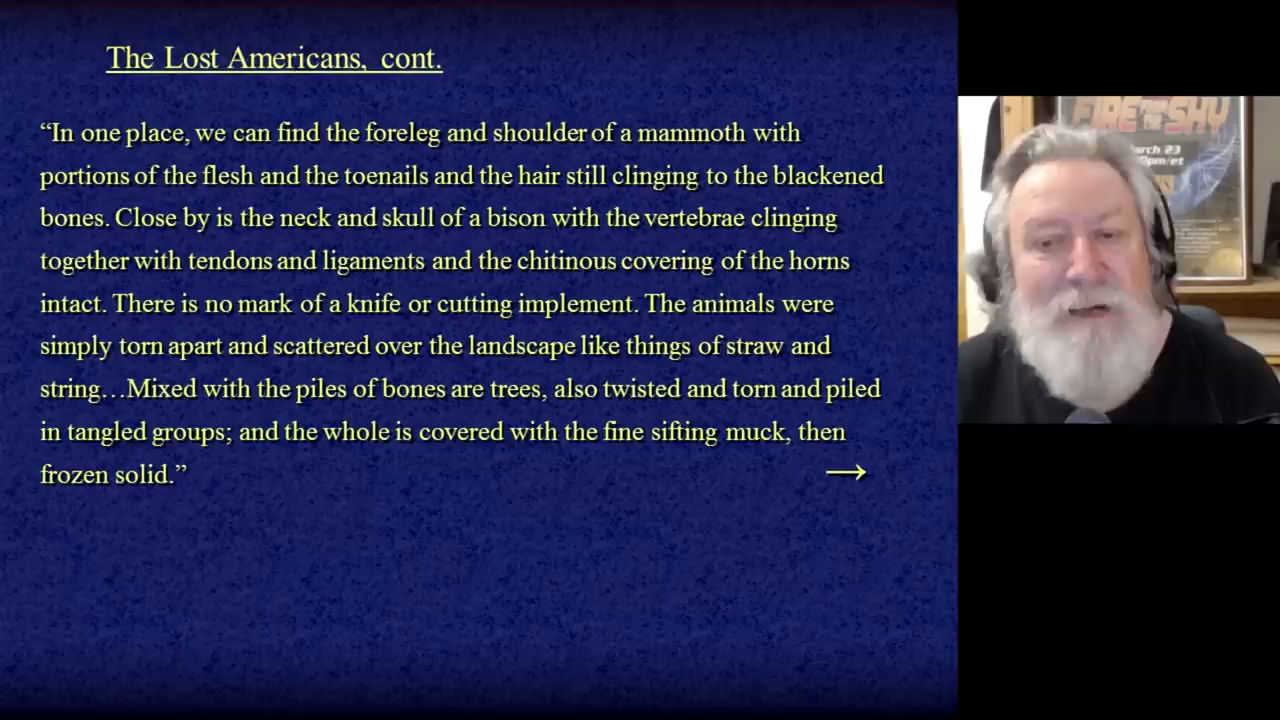 The Lost Americans, cont.
“In one place, we can find the foreleg and shoulder of a mammoth with
portions of the flesh and the toenails and the hair still clinging to the blackened
bones. Close by is the neck and skull of a bison with the vertebrae clinging
together with tendons and ligaments and the chitinous covering of the horns
intact. There is no mark of a knife or cutting implement. The animals were
simply torn apart and scattered over the landscape like things of straw and
string…Mixed with the piles of bones are trees, also twisted and torn and piled
in tangled groups; and the whole is covered with the fine sifting muck, then
frozen solid.” →
FIRE SKY
arch 23
pm/et